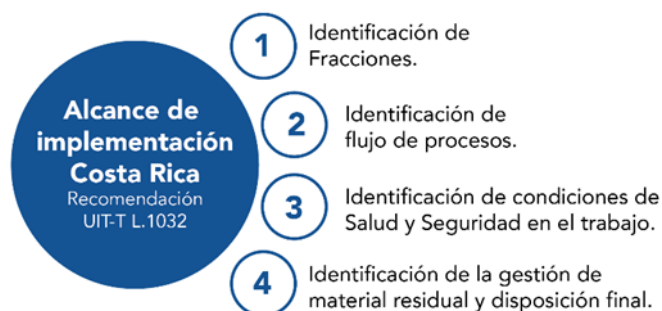 Alcance de
implementación
Costa Rica
Recomendación
UIT-T L.1032
1
Identificación de
Fracciones.
2
Identificación de
flujo de procesos.
3
Identificación de condiciones de
Salud y Seguridad en el trabajo.
4
Identificación de la gestión de
material residual y disposición final.